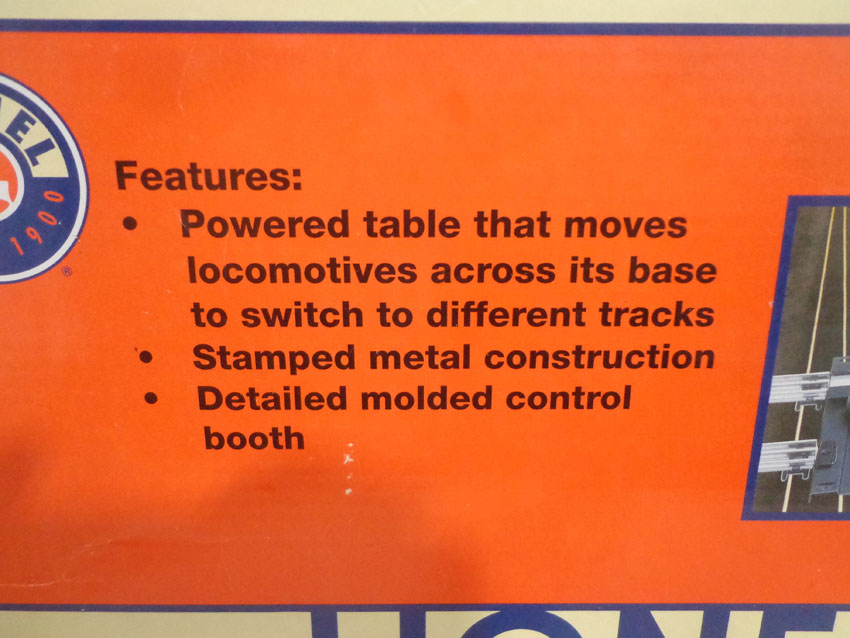 EL
1900
®
Features:
• Powered table that moves
locomotives across its base
to switch to different tracks
• Stamped metal construction
• Detailed molded control
booth